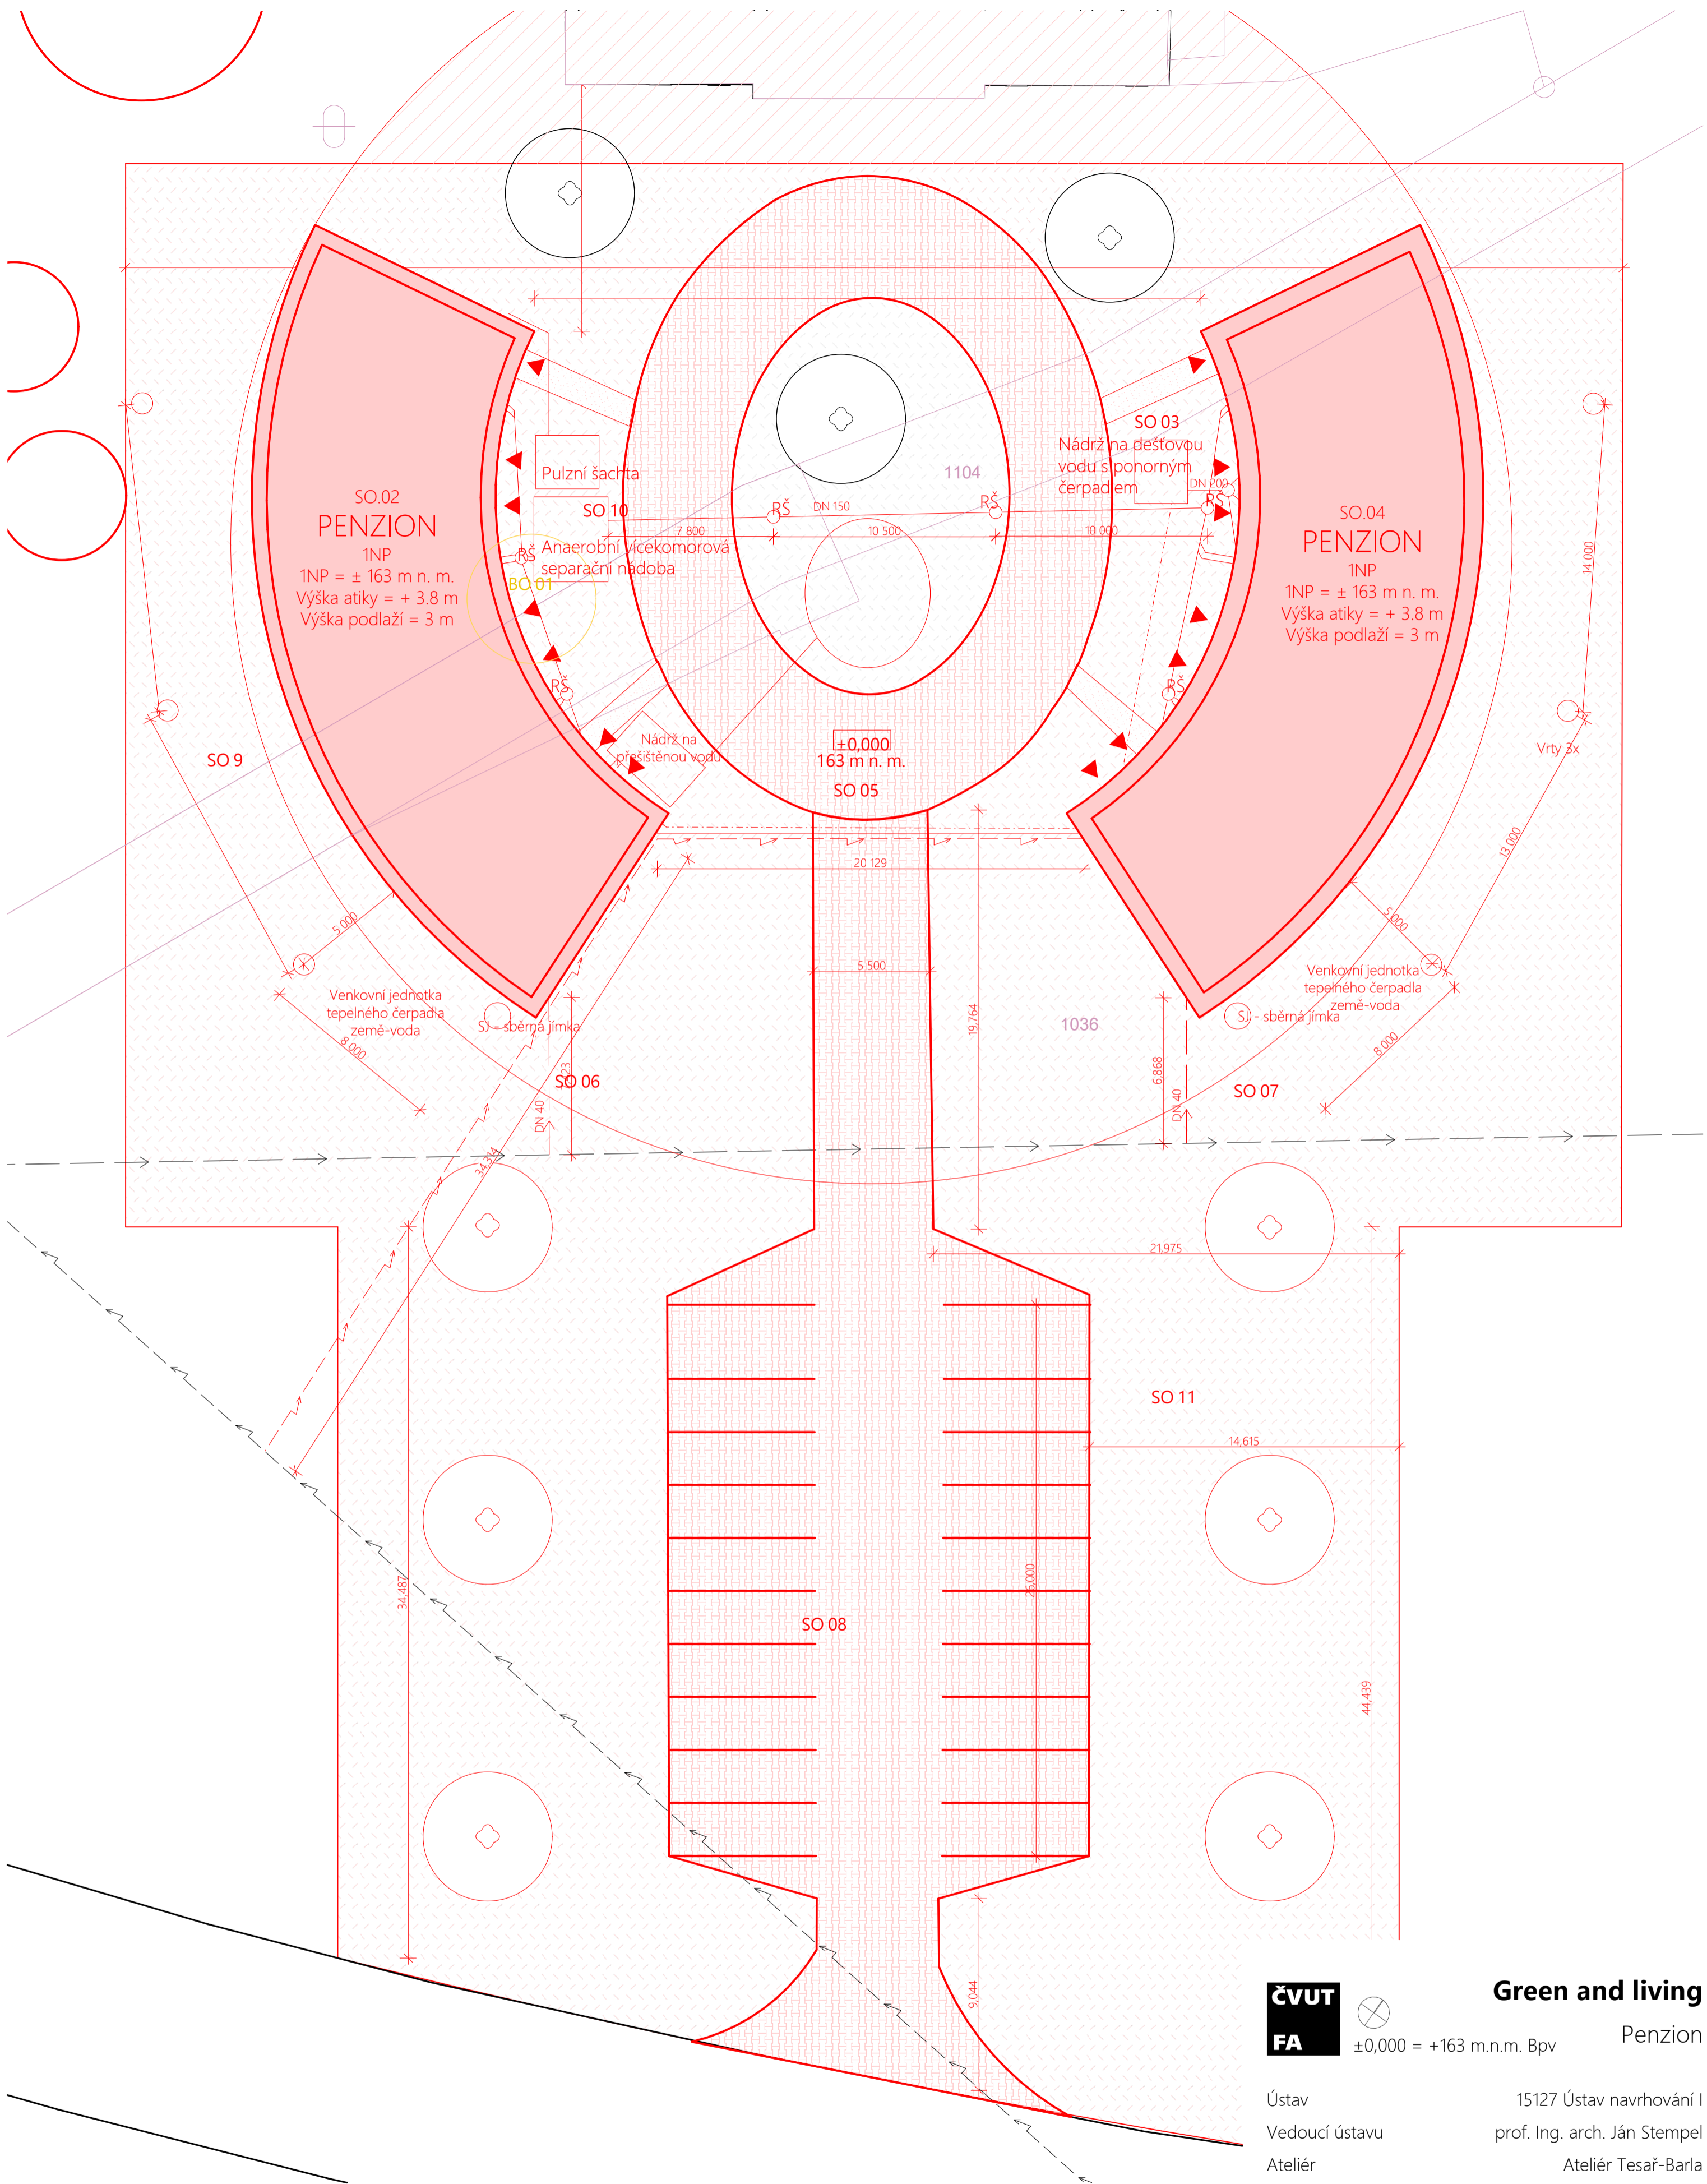 SO 03
Nádrž na dešťovou
vodu s ponorným
čerpadlem
1104
Pulzní šachta
DN 200
SO.02
PENZION
1NP
1NP = ± 163 m n. m.
Výška atiky = + 3.8 m
Výška podlaží = 3 m
SO 10
RŠ
DN 150
RŠ
RŠ
7 800
10 500
10 000
Anaerobní vícekomorová
separační nádoba
RŠ
BO 01
SO.04
PENZION
1NP
1NP = ± 163 m n. m.
Výška atiky = + 3.8 m
Výška podlaží = 3 m
14 000
RŠ
RŠ
Nádrž na
přešištěnou vodu
±0,000
163 m n. m.
SO 05
SO 9
Vrty 3x
13 000
20 129
5 000
5 000
5 500
Venkovní jednotka
tepelného čerpadla
země-voda
Venkovní jednotka
tepelného čerpadla
země-voda
SJ - sběrná jímka
SJ - sběrná jímka
19,764
1036
8 000
8 000
6,868
SO 06
SO 07
DN 40
DN 40
34,314
21,975
SO 11
14,615
34,487
26,000
SO 08
44,439
9,044
ČVUT
FA
Green and living
Penzion
±0,000 = +163 m.n.m. Bpv
Ústav 15127 Ústav navrhování I
Vedoucí ústavu prof. Ing. arch. Ján Stempel
Ateliér Ateliér Tesař-Barla